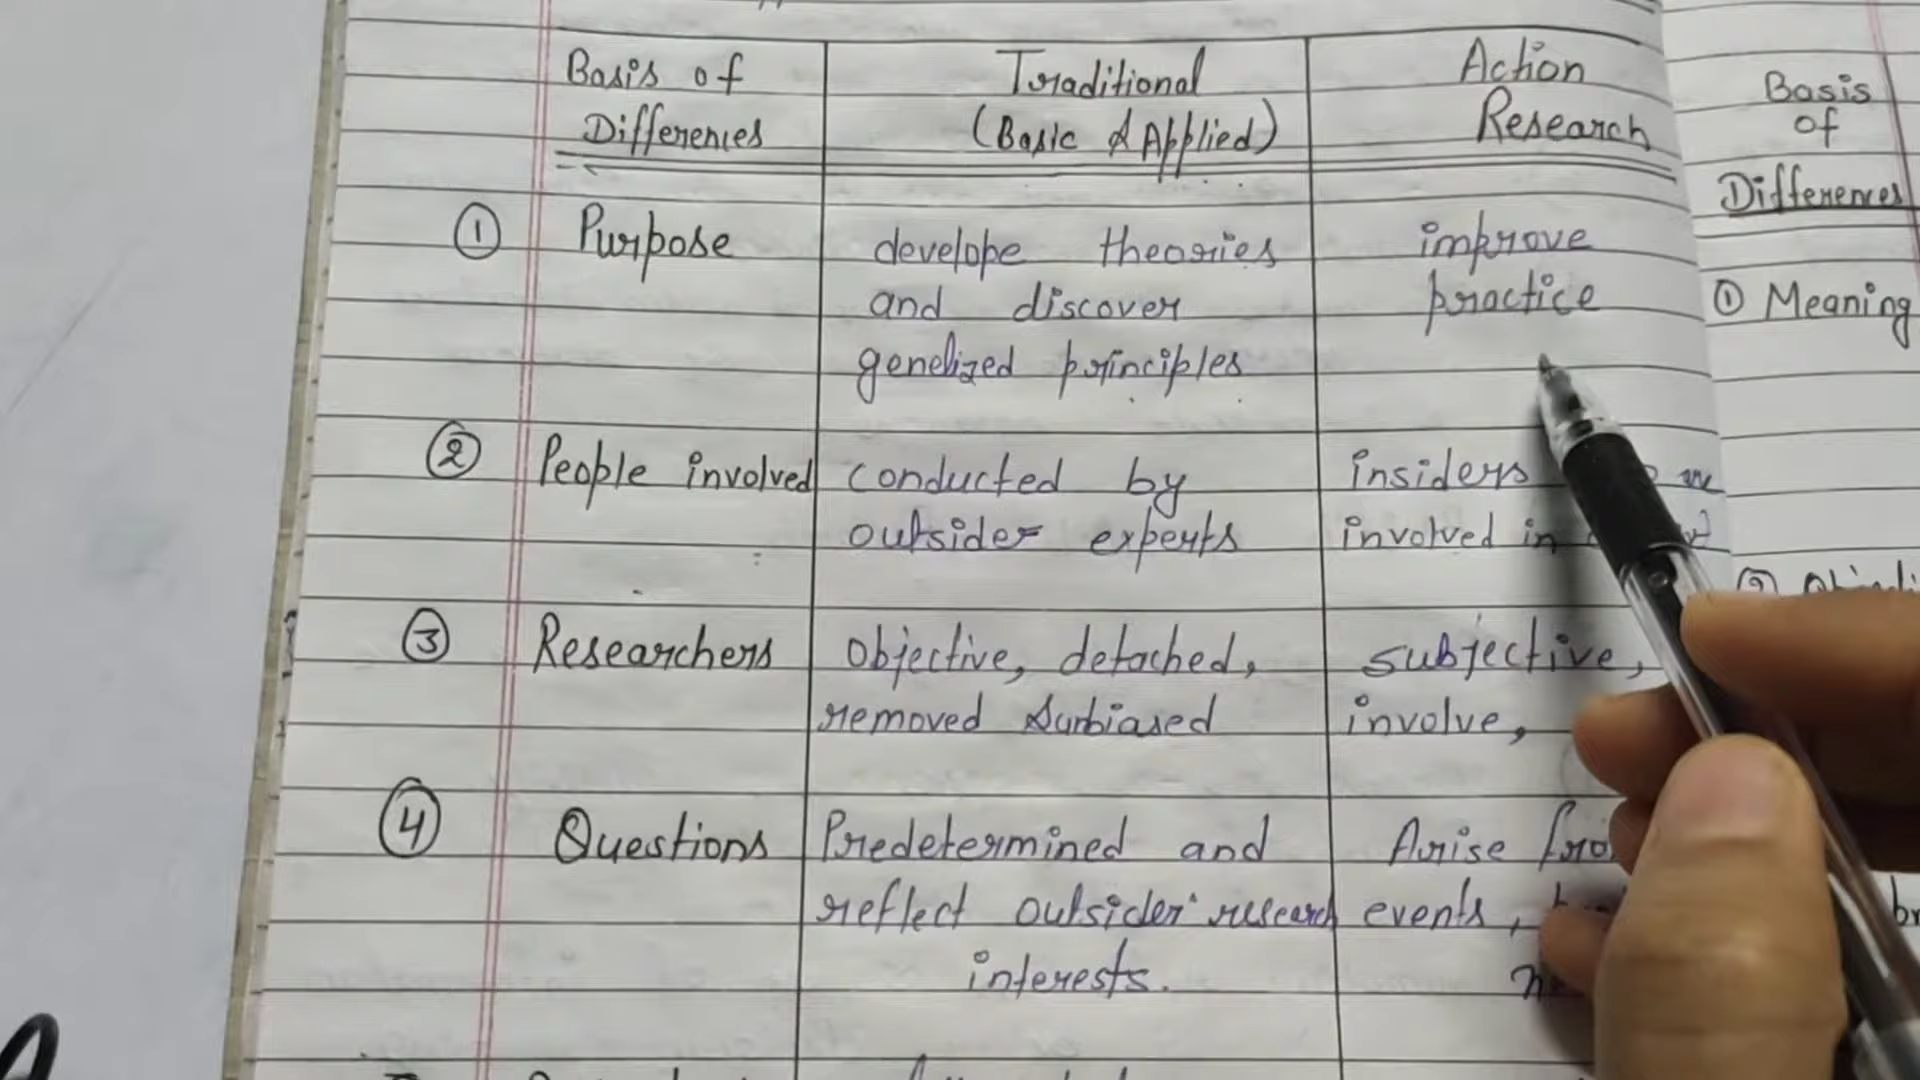 Basis of
Differences
Traditional
(Basic & Applied)
Action
Research
① Purpose
develope theories
and discover
genelized principles
improve
practice
② People involved
conducted by
outsider experts
insiders
involved in
③ Researchers
Objective, detached,
removed & unbiased
subjective,
involve,
④ Questions
Predetermined and
reflect outsider research
interests.
Arise
events,
Basis
of
Differences
① Meaning